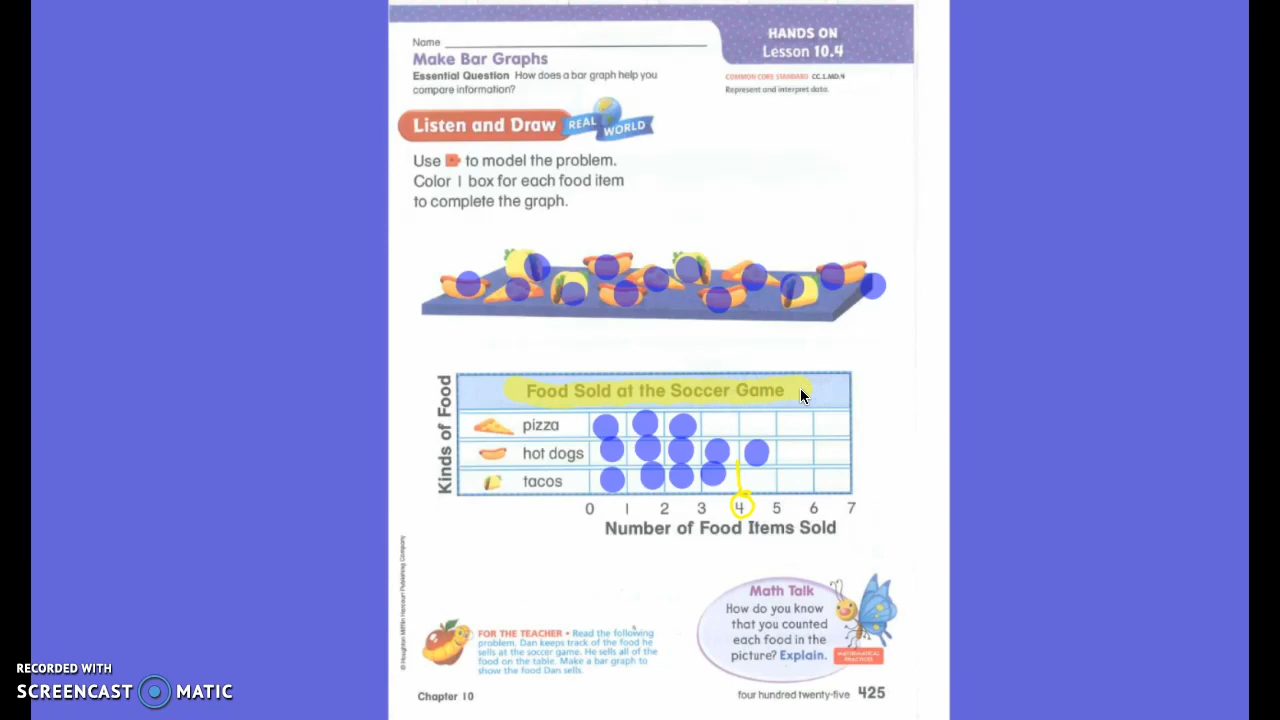 HANDS ON
Lesson 10.4
Name
Make Bar Graphs
Essential Question How does a bar graph help you
compare information?
COMMON CORE STANDARD CC.1.MD.4
Represent and interpret data.
Listen and Draw
REAL WORLD
Use to model the problem.
Color 1 box for each food item
to complete the graph.
Kinds of Food
Food Sold at the Soccer Game
pizza
hot dogs
tacos
0 1 2 3 4 5 6 7
Number of Food Items Sold
Math Talk
How do you know
that you counted
each food in the
picture? Explain.
MATHEMATICAL
PRACTICES
FOR THE TEACHER • Read the following
problem. Dan keeps track of the food he
sells at the soccer game. He sells all of the
food on the table. Make a bar graph to
show the food Dan sells.
© Houghton Mifflin Harcourt Publishing Company
Chapter 10
four hundred twenty-five 425
RECORDED WITH
SCREENCAST MATIC